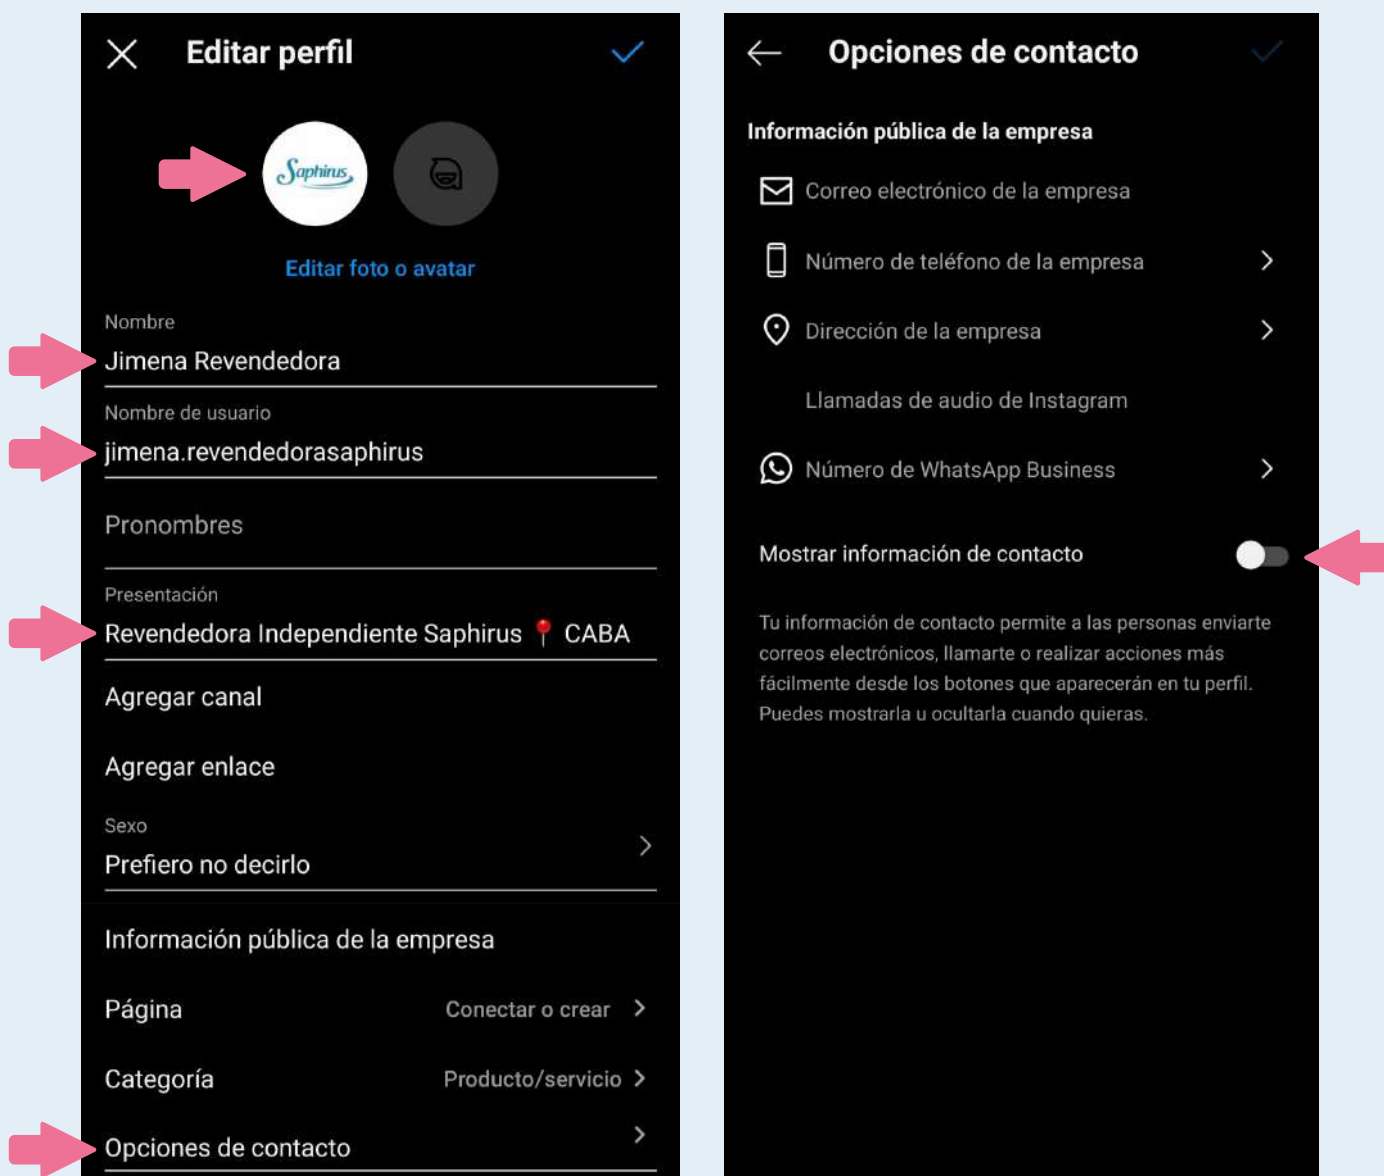 Editar perfil
Saphirus
Editar foto o avatar
Nombre
Jimena Revendedora
Nombre de usuario
jimena.revendedorasaphirus
Pronombres
Presentación
Revendedora Independiente Saphirus 📍 CABA
Agregar canal
Agregar enlace
Sexo
Prefiero no decirlo
Información pública de la empresa
Página Conectar o crear
Categoría Producto/servicio
Opciones de contacto
Opciones de contacto
Información pública de la empresa
Correo electrónico de la empresa
Número de teléfono de la empresa
Dirección de la empresa
Llamadas de audio de Instagram
Número de WhatsApp Business
Mostrar información de contacto
Tu información de contacto permite a las personas enviarte
correos electrónicos, llamarte o realizar acciones más
fácilmente desde los botones que aparecerán en tu perfil.
Puedes mostrarla u ocultarla cuando quieras.